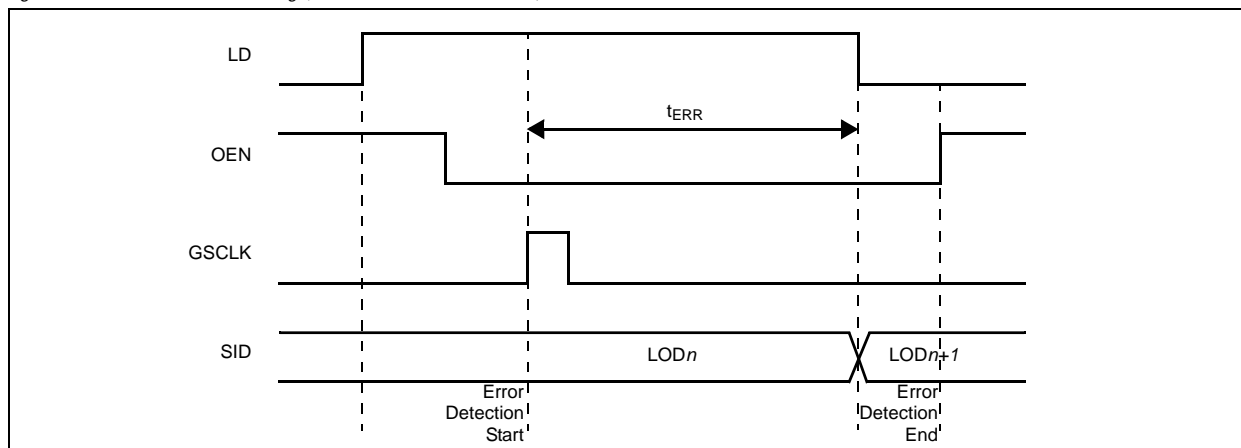 LD
tERR
OEN
GSCLK
SID
LODn
LODn+1
Error
Detection
Start
Error
Detection
End